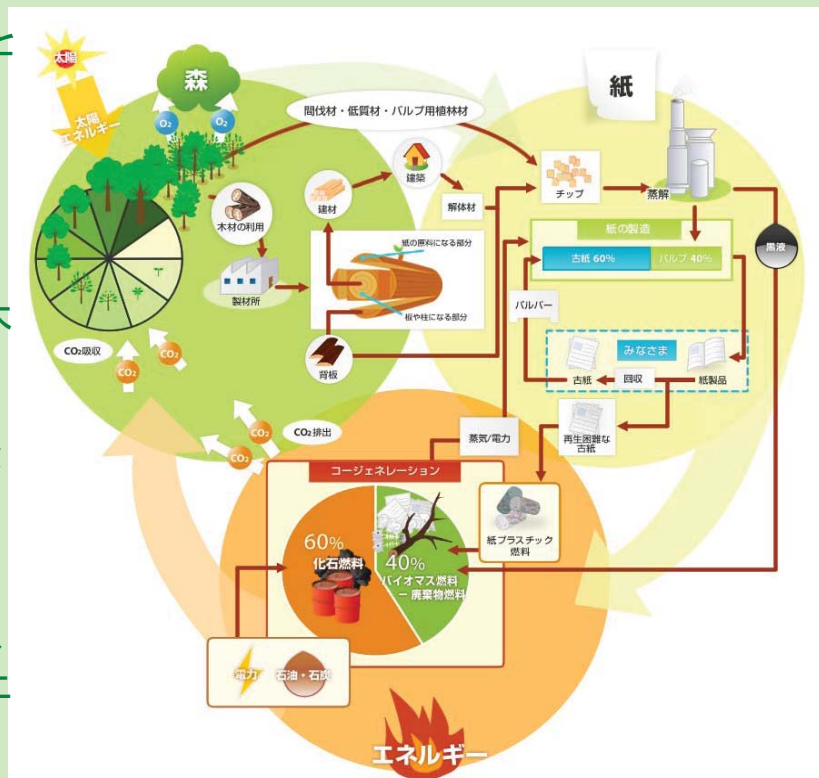 太陽
太陽
エネルギー
森
O₂
O₂
間伐材・低質材・パルプ用植林材
紙
木材の利用
建材
建築
解体材
チップ
蒸解
製材所
紙の原料になる部分
板や柱になる部分
背板
紙の製造
古紙 60%
パルプ 40%
黒液
パルパー
みなさま
古紙
回収
紙製品
再生困難な
古紙
CO₂吸収
CO₂
CO₂
CO₂排出
CO₂
CO₂
蒸気/電力
コージェネレーション
60%
化石燃料
40%
バイオマス燃料
－廃棄物燃料
紙プラスチック
燃料
電力
石油・石炭
エネルギー